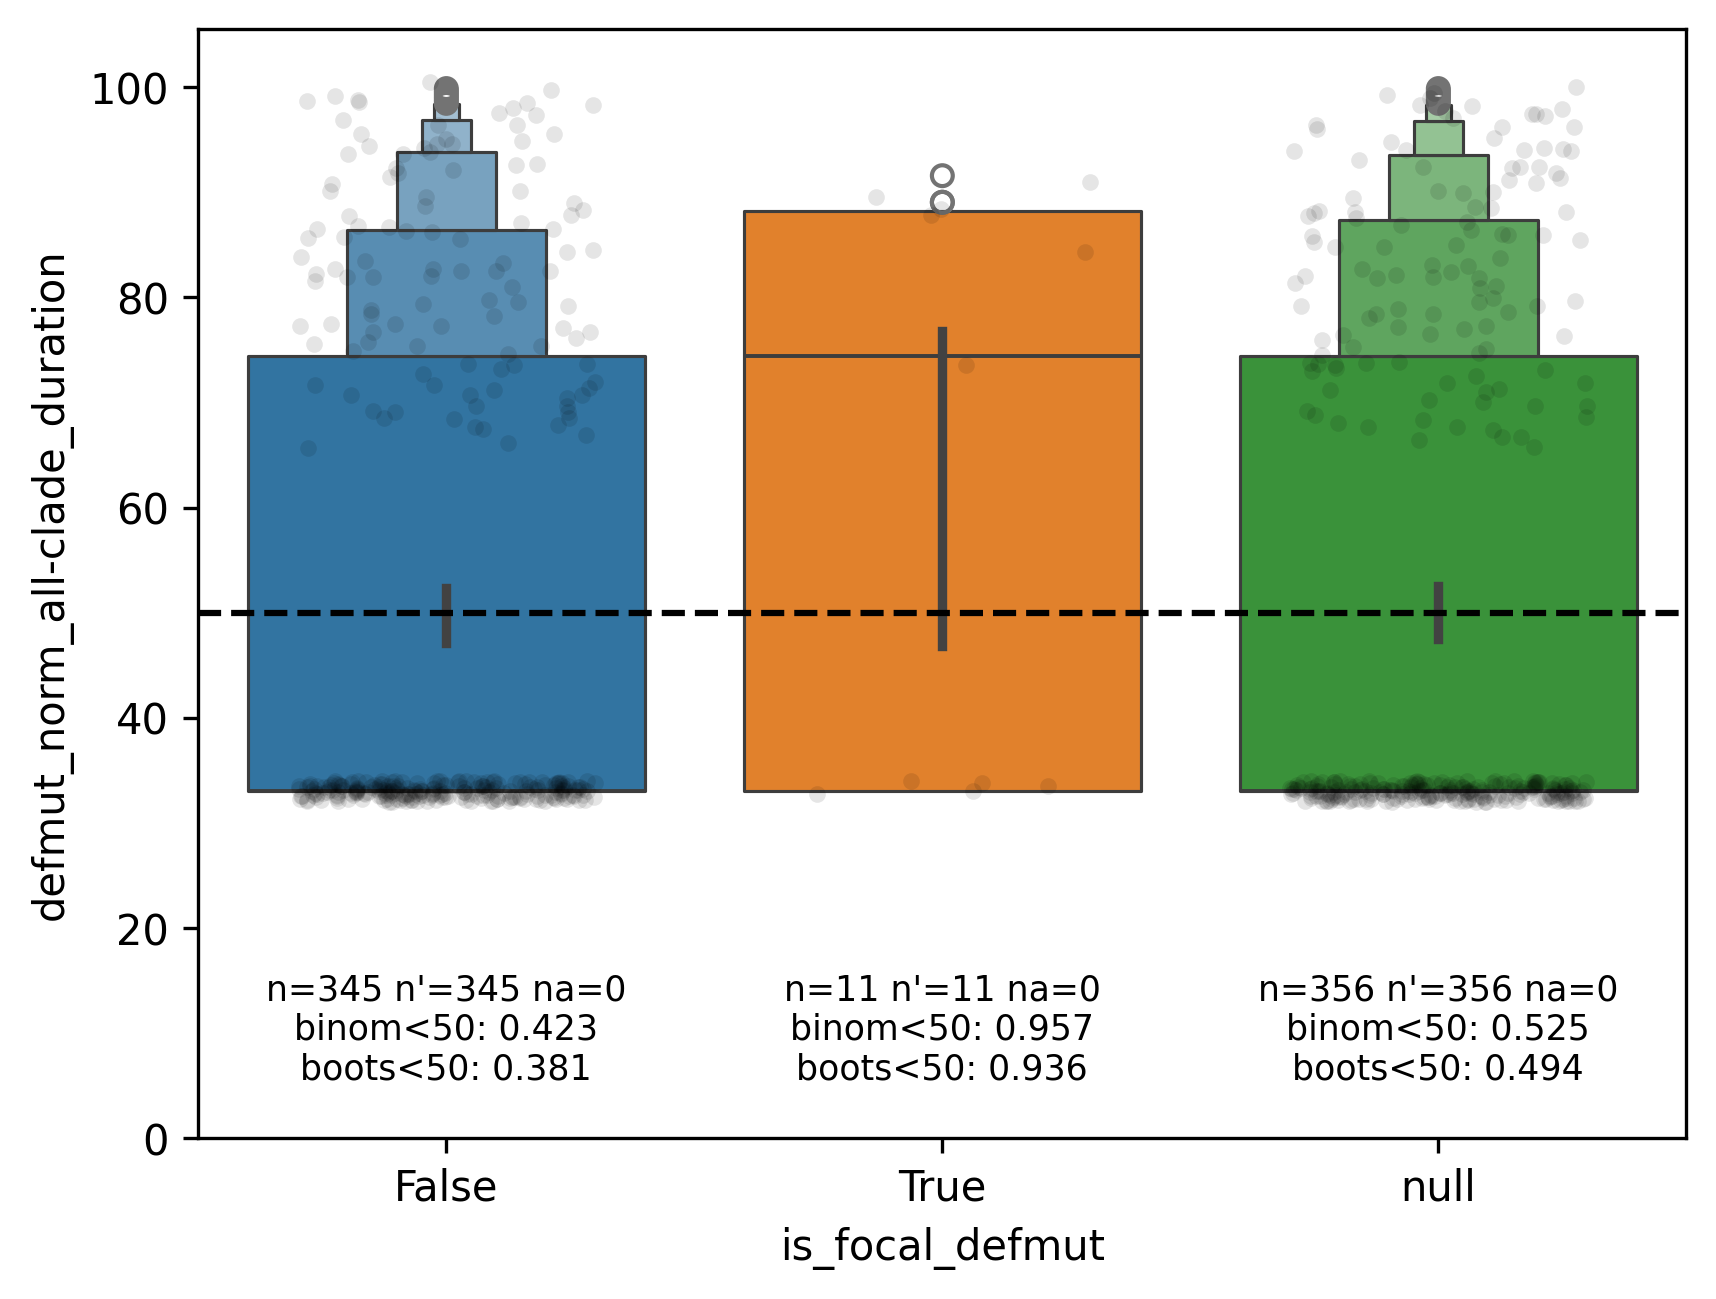 defmut_norm_all-clade_duration
100
80
60
40
20
0
n=345 n'=345 na=0
binom<50: 0.423
boots<50: 0.381
n=11 n'=11 na=0
binom<50: 0.957
boots<50: 0.936
n=356 n'=356 na=0
binom<50: 0.525
boots<50: 0.494
False
True
null
is_focal_defmut